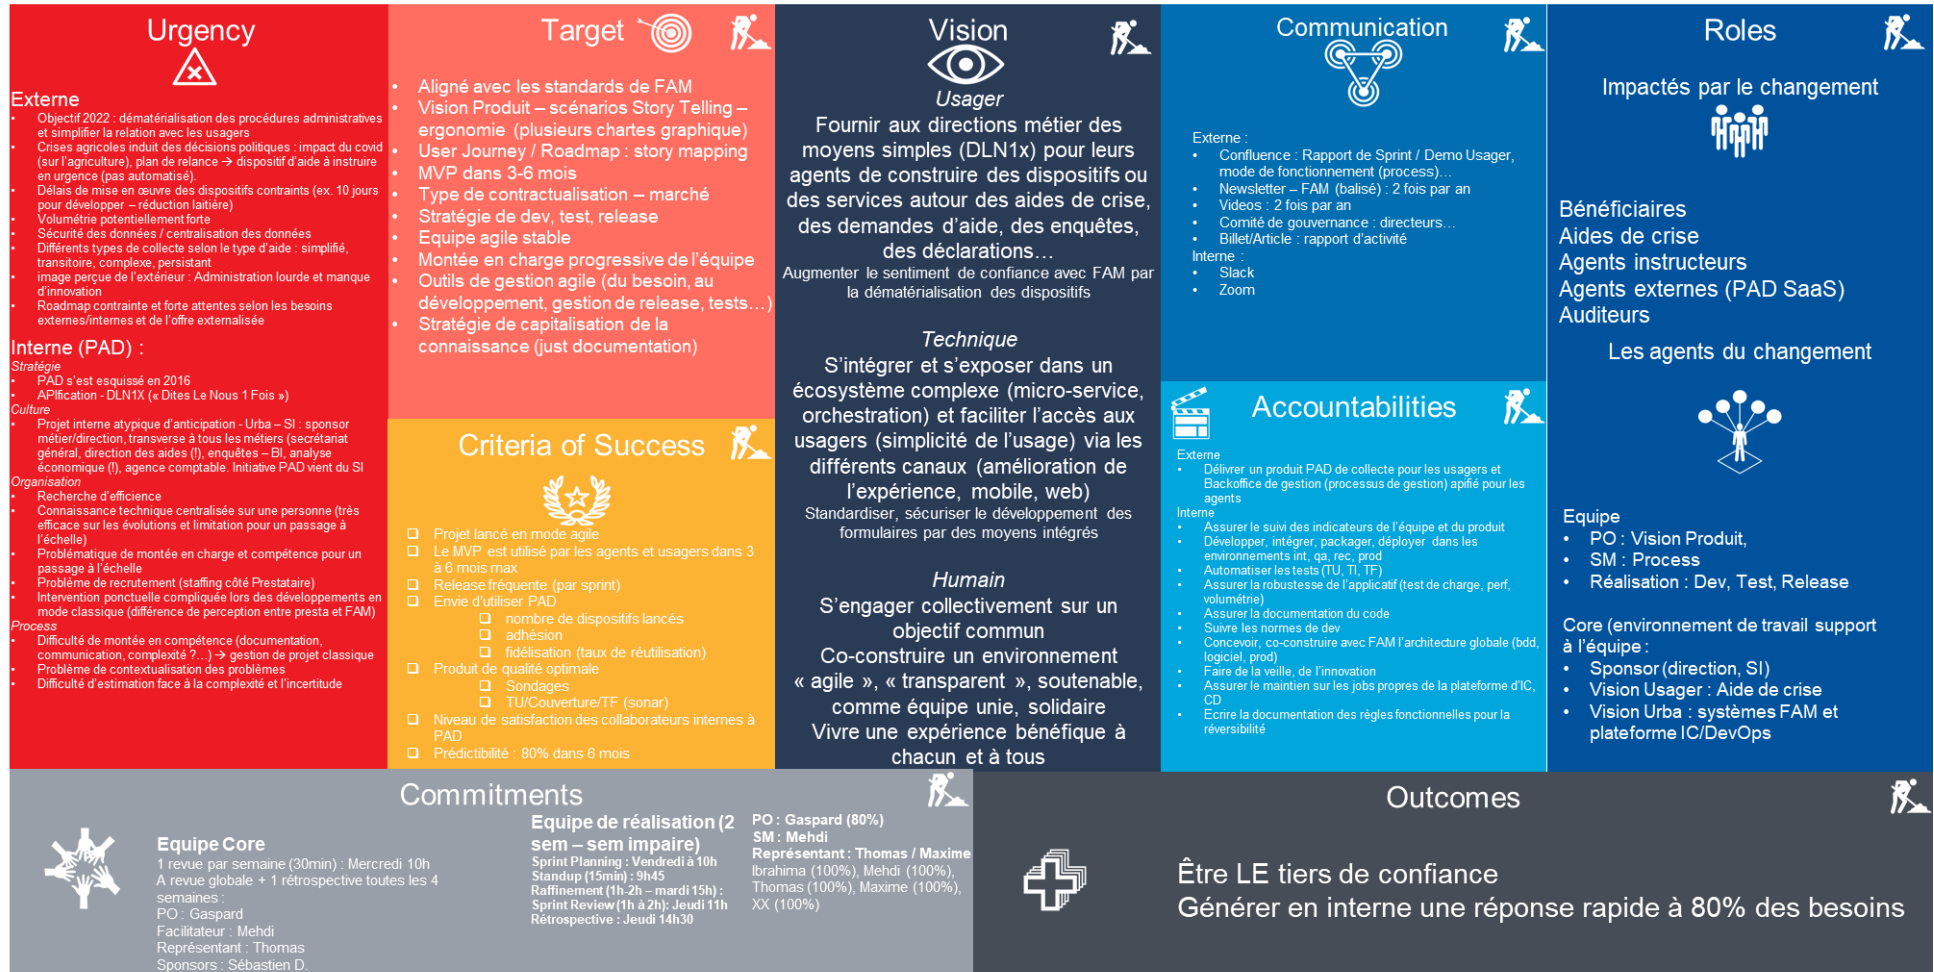 Urgency
Externe
• Objectif 2022 : dématérialisation des procédures administratives
et simplifier la relation avec les usagers
• Crises agricoles induit des décisions politiques : impact du covid
(sur l'agriculture), plan de relance → dispositif d'aide à instruire
en urgence (pas automatisé).
• Délais de mise en œuvre des dispositifs contraints (ex. 10 jours
pour développer – réduction laitière)
• Volumétrie potentiellement forte
• Sécurité des données / centralisation des données
• Différents types de collecte selon le type d'aide : simplifié,
transitoire, complexe, persistant
• image perçue de l'extérieur : Administration lourde et manque
d'innovation
• Roadmap contrainte et forte attentes selon les besoins
externes/internes et de l'offre externalisée
Interne (PAD) :
Stratégie
• PAD s'est esquissé en 2016
• APIfication - DLN1X (« Dites Le Nous 1 Fois »)
Culture
• Projet interne atypique d'anticipation - Urba – SI : sponsor
métier/direction, transverse à tous les métiers (secrétariat
général, direction des aides (!), enquêtes – BI, analyse
économique (!), agence comptable. Initiative PAD vient du SI
Organisation
• Recherche d'efficience
• Connaissance technique centralisée sur une personne (très
efficace sur les évolutions et limitation pour un passage à
l'échelle)
• Problématique de montée en charge et compétence pour un
passage à l'échelle
• Problème de recrutement (staffing côté Prestataire)
• Intervention ponctuelle compliquée lors des développements en
mode classique (différence de perception entre presta et FAM)
Process
• Difficulté de montée en compétence (documentation,
communication, complexité ?…) → gestion de projet classique
• Problème de contextualisation des problèmes
• Difficulté d'estimation face à la complexité et l'incertitude
Target
• Aligné avec les standards de FAM
• Vision Produit – scénarios Story Telling –
ergonomie (plusieurs chartes graphique)
• User Journey / Roadmap : story mapping
• MVP dans 3-6 mois
• Type de contractualisation – marché
• Stratégie de dev, test, release
• Equipe agile stable
• Montée en charge progressive de l'équipe
• Outils de gestion agile (du besoin, au
développement, gestion de release, tests…)
• Stratégie de capitalisation de la
connaissance (just documentation)
Criteria of Success
❑ Projet lancé en mode agile
❑ Le MVP est utilisé par les agents et usagers dans 3
à 6 mois max
❑ Release fréquente (par sprint)
❑ Envie d'utiliser PAD
❑ nombre de dispositifs lancés
❑ adhésion
❑ fidélisation (taux de réutilisation)
❑ Produit de qualité optimale
❑ Sondages
❑ TU/Couverture/TF (sonar)
❑ Niveau de satisfaction des collaborateurs internes à
PAD
❑ Prédictibilité : 80% dans 6 mois
Vision
Usager
Fournir aux directions métier des
moyens simples (DLN1x) pour leurs
agents de construire des dispositifs ou
des services autour des aides de crise,
des demandes d'aide, des enquêtes,
des déclarations…
Augmenter le sentiment de confiance avec FAM par
la dématérialisation des dispositifs
Technique
S'intégrer et s'exposer dans un
écosystème complexe (micro-service,
orchestration) et faciliter l'accès aux
usagers (simplicité de l'usage) via les
différents canaux (amélioration de
l'expérience, mobile, web)
Standardiser, sécuriser le développement des
formulaires par des moyens intégrés
Humain
S'engager collectivement sur un
objectif commun
Co-construire un environnement
« agile », « transparent », soutenable,
comme équipe unie, solidaire
Vivre une expérience bénéfique à
chacun et à tous
Communication
Externe :
• Confluence : Rapport de Sprint / Demo Usager,
mode de fonctionnement (process)…
• Newsletter – FAM (balisé) : 2 fois par an
• Videos : 2 fois par an
• Comité de gouvernance : directeurs…
• Billet/Article : rapport d'activité
Interne :
• Slack
• Zoom
Accountabilities
Externe
• Délivrer un produit PAD de collecte pour les usagers et
Backoffice de gestion (processus de gestion) apifié pour les
agents
Interne
• Assurer le suivi des indicateurs de l'équipe et du produit
• Développer, intégrer, packager, déployer dans les
environnements int, qa, rec, prod
• Automatiser les tests (TU, TI, TF)
• Assurer la robustesse de l'applicatif (test de charge, perf,
volumétrie)
• Assurer la documentation du code
• Suivre les normes de dev
• Concevoir, co-construire avec FAM l'architecture globale (bdd,
logiciel, prod)
• Faire de la veille, de l'innovation
• Assurer le maintien sur les jobs propres de la plateforme d'IC,
CD
• Ecrire la documentation des règles fonctionnelles pour la
réversibilité
Roles
Impactés par le changement
Bénéficiaires
Aides de crise
Agents instructeurs
Agents externes (PAD SaaS)
Auditeurs
Les agents du changement
Equipe
• PO : Vision Produit,
• SM : Process
• Réalisation : Dev, Test, Release
Core (environnement de travail support
à l'équipe :
• Sponsor (direction, SI)
• Vision Usager : Aide de crise
• Vision Urba : systèmes FAM et
plateforme IC/DevOps
Commitments
Equipe Core
1 revue par semaine (30min) : Mercredi 10h
A revue globale + 1 rétrospective toutes les 4
semaines :
PO : Gaspard
Facilitateur : Mehdi
Représentant : Thomas
Sponsors : Sébastien D.
Equipe de réalisation (2
sem – sem impaire)
Sprint Planning : Vendredi à 10h
Standup (15min) : 9h45
Raffinement (1h-2h – mardi 15h) :
Sprint Review (1h à 2h): Jeudi 11h
Rétrospective : Jeudi 14h30
PO : Gaspard (80%)
SM : Mehdi
Représentant : Thomas / Maxime
Ibrahima (100%), Mehdi (100%),
Thomas (100%), Maxime (100%),
XX (100%)
Outcomes
Être LE tiers de confiance
Générer en interne une réponse rapide à 80% des besoins